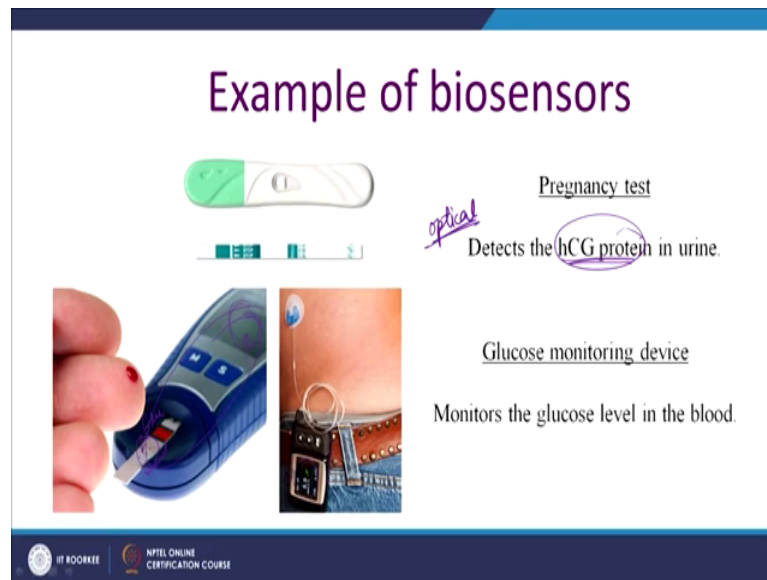 Example of biosensors
Pregnancy test
optical
Detects the hCG protein in urine.
M S
Glucose monitoring device
Monitors the glucose level in the blood.
IIT ROORKEE
NPTEL ONLINE
CERTIFICATION COURSE